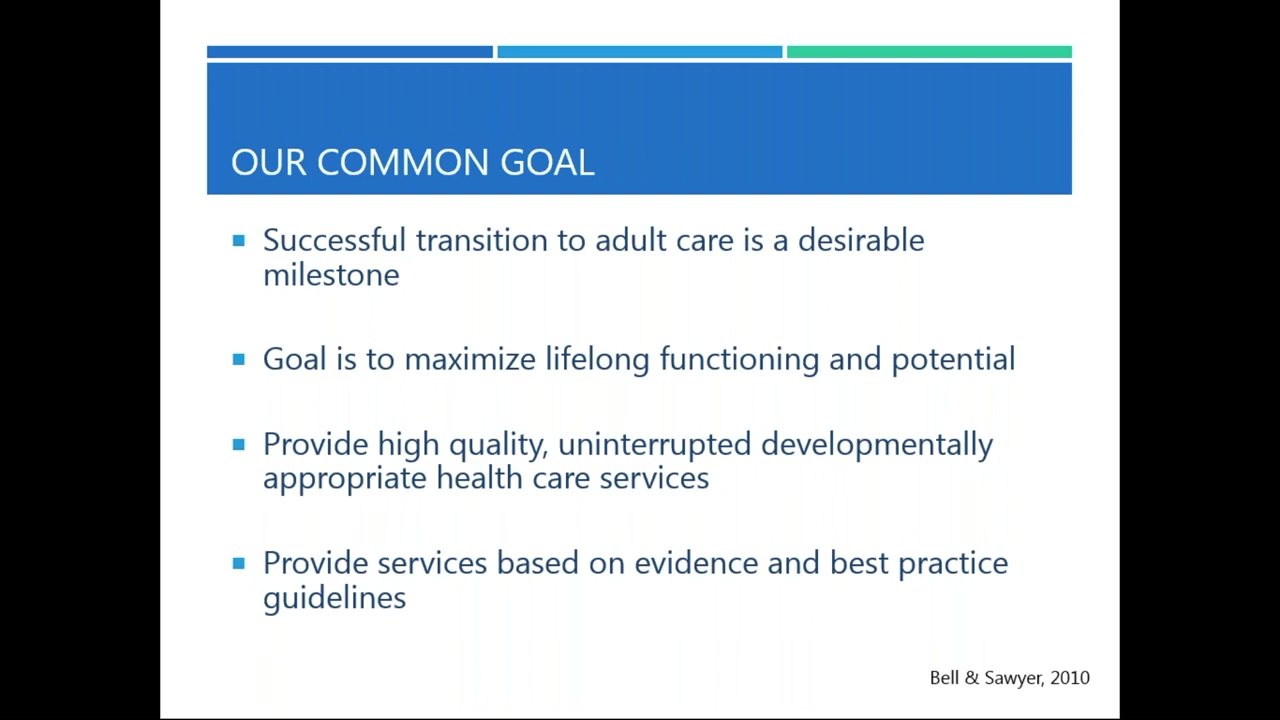 OUR COMMON GOAL
Successful transition to adult care is a desirable
milestone
Goal is to maximize lifelong functioning and potential
Provide high quality, uninterrupted developmentally
appropriate health care services
Provide services based on evidence and best practice
guidelines
Bell & Sawyer, 2010